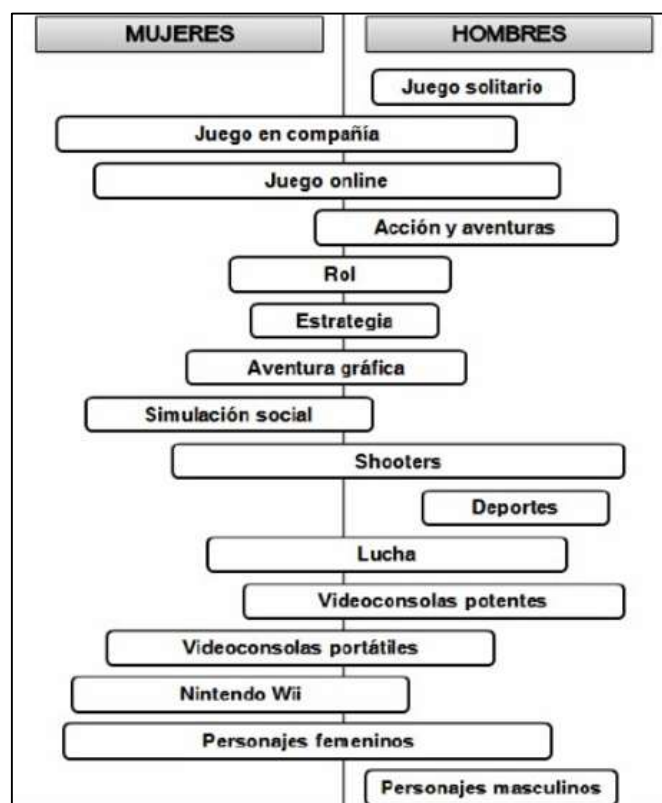 MUJERES
HOMBRES
Juego solitario
Juego en compañía
Juego online
Acción y aventuras
Rol
Estrategia
Aventura gráfica
Simulación social
Shooters
Deportes
Lucha
Videoconsolas potentes
Videoconsolas portátiles
Nintendo Wii
Personajes femeninos
Personajes masculinos